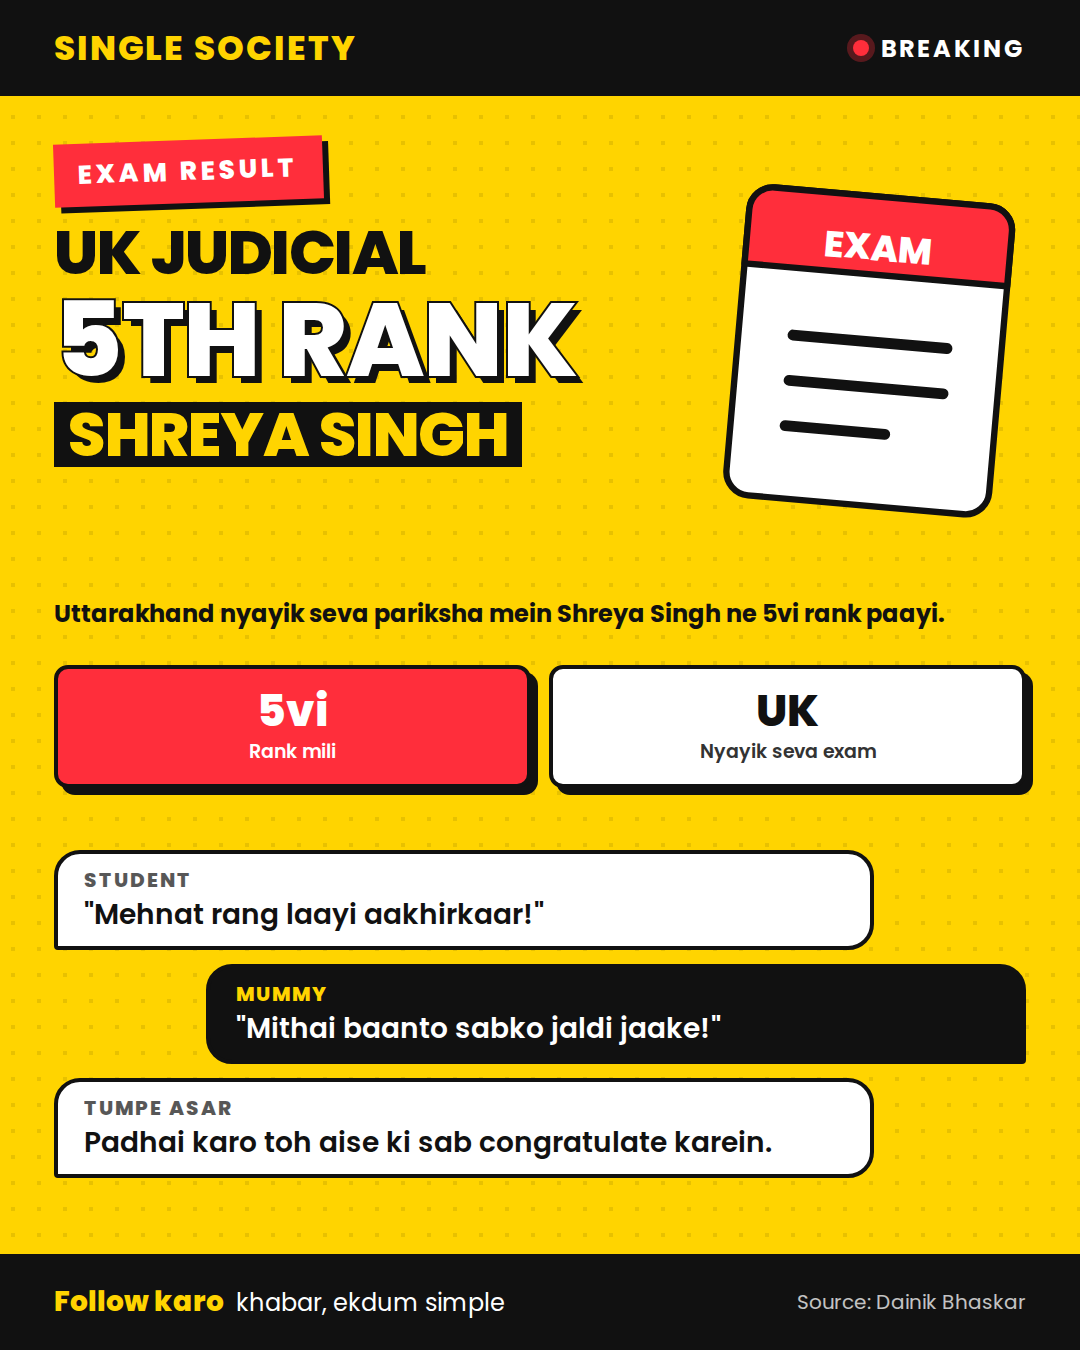 SINGLE SOCIETY
BREAKING
EXAM RESULT
UK JUDICIAL
5TH RANK
SHREYA SINGH
EXAM
Uttarakhand nyayik seva pariksha mein Shreya Singh ne 5vi rank paayi.
5vi
Rank mili
UK
Nyayik seva exam
STUDENT
"Mehnat rang laayi aakhirkaar!"
MUMMY
"Mithai baanto sabko jaldi jaake!"
TUMPE ASAR
Padhai karo toh aise ki sab congratulate karein.
Follow karo khabar, ekdum simple
Source: Dainik Bhaskar